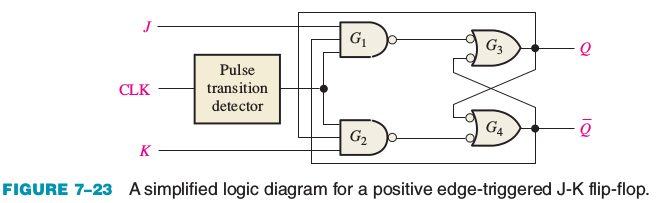 J
G1
G3
Q
Pulse
transition
detector
CLK
G2
G4
Q̅
K
FIGURE 7–23 A simplified logic diagram for a positive edge-triggered J-K flip-flop.